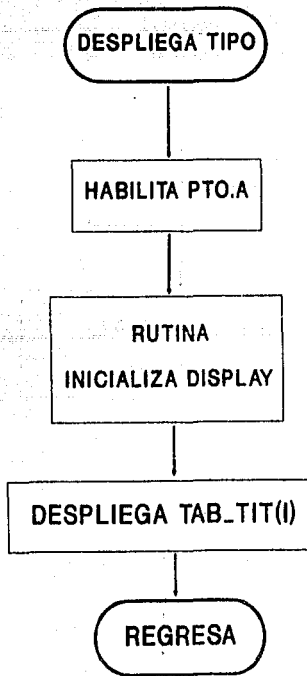 DESPLIEGA TIPO
HABILITA PTO.A
RUTINA
INICIALIZA DISPLAY
DESPLIEGA TAB_TIT(I)
REGRESA